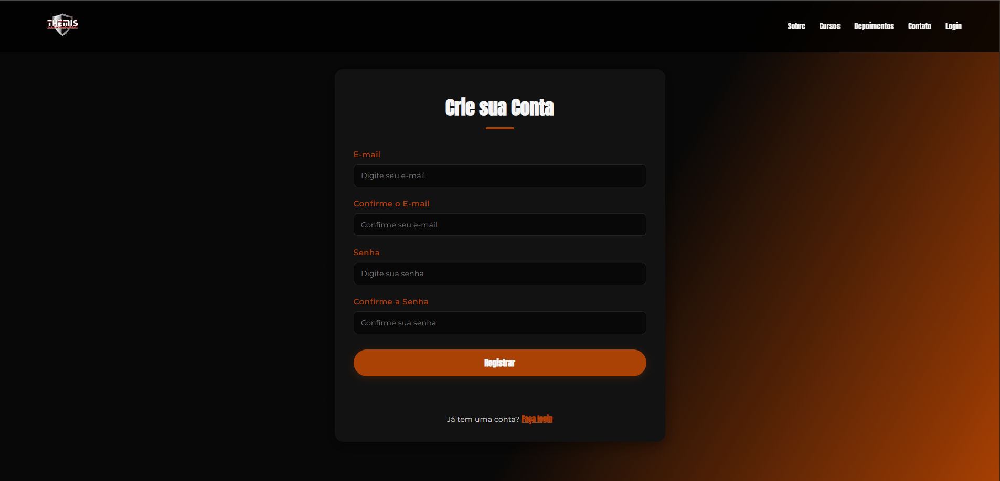 THEMIS
Sobre
Cursos
Depoimentos
Contato
Login
Crie sua Conta
E-mail
Digite seu e-mail
Confirme o E-mail
Confirme seu e-mail
Senha
Digite sua senha
Confirme a Senha
Confirme sua senha
Registrar
Já tem uma conta? Faça login